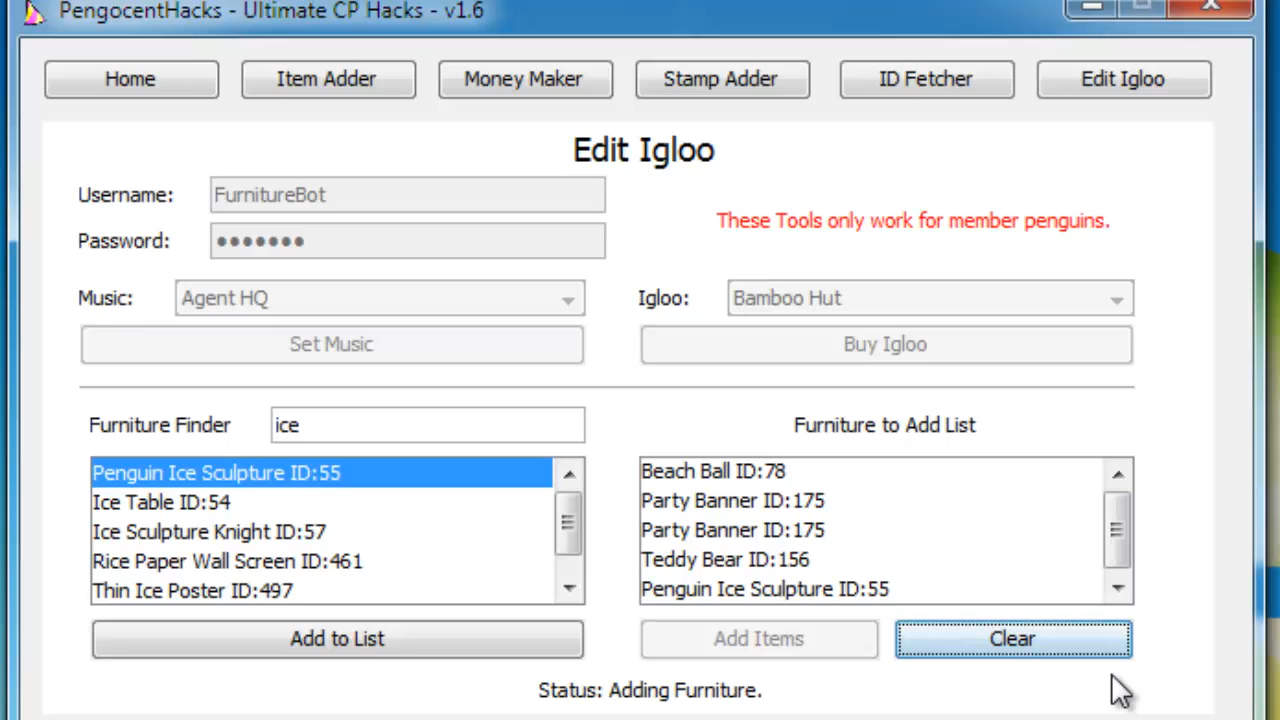 PengocentHacks - Ultimate CP Hacks - v1.6
Home Item Adder Money Maker Stamp Adder ID Fetcher Edit Igloo
Edit Igloo
Username: FurnitureBot
These Tools only work for member penguins.
Password: ●●●●●●●
Music: Agent HQ Igloo: Bamboo Hut
Set Music Buy Igloo
Furniture Finder ice Furniture to Add List
Penguin Ice Sculpture ID:55
Ice Table ID:54
Ice Sculpture Knight ID:57
Rice Paper Wall Screen ID:461
Thin Ice Poster ID:497
Beach Ball ID:78
Party Banner ID:175
Party Banner ID:175
Teddy Bear ID:156
Penguin Ice Sculpture ID:55
Add to List Add Items Clear
Status: Adding Furniture.